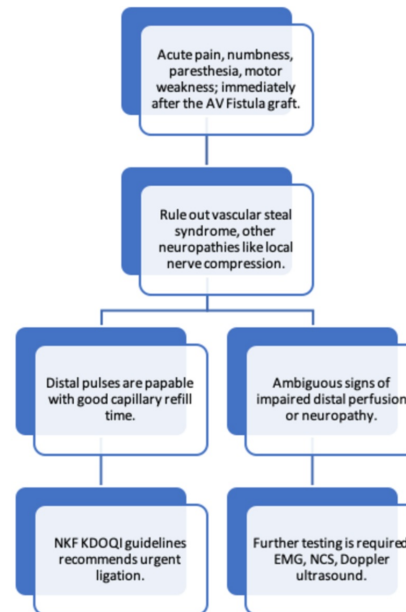 Acute pain, numbness,
paresthesia, motor
weakness; immediately
after the AV Fistula graft.
Rule out vascular steal
syndrome, other
neuropathies like local
nerve compression.
Distal pulses are papable
with good capillary refill
time.
Ambiguous signs of
impaired distal perfusion
or neuropathy.
NKF KDOQI guidelines
recommends urgent
ligation.
Further testing is required
EMG, NCS, Doppler
ultrasound.